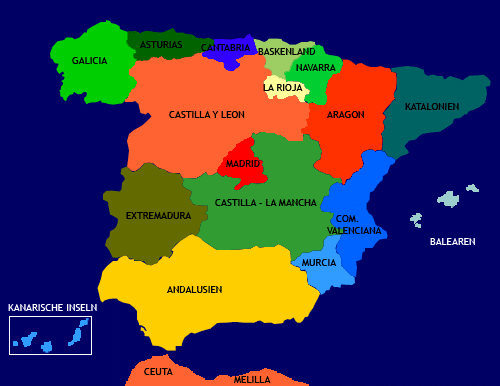 ASTURIAS
CANTABRIA
BASKENLAND
GALICIA
NAVARRA
LA RIOJA
KATALONIEN
CASTILLA Y LEON
ARAGON
MADRID
CASTILLA - LA MANCHA
EXTREMADURA
COM.
VALENCIANA
BALEAREN
MURCIA
ANDALUSIEN
KANARISCHE INSELN
CEUTA
MELILLA